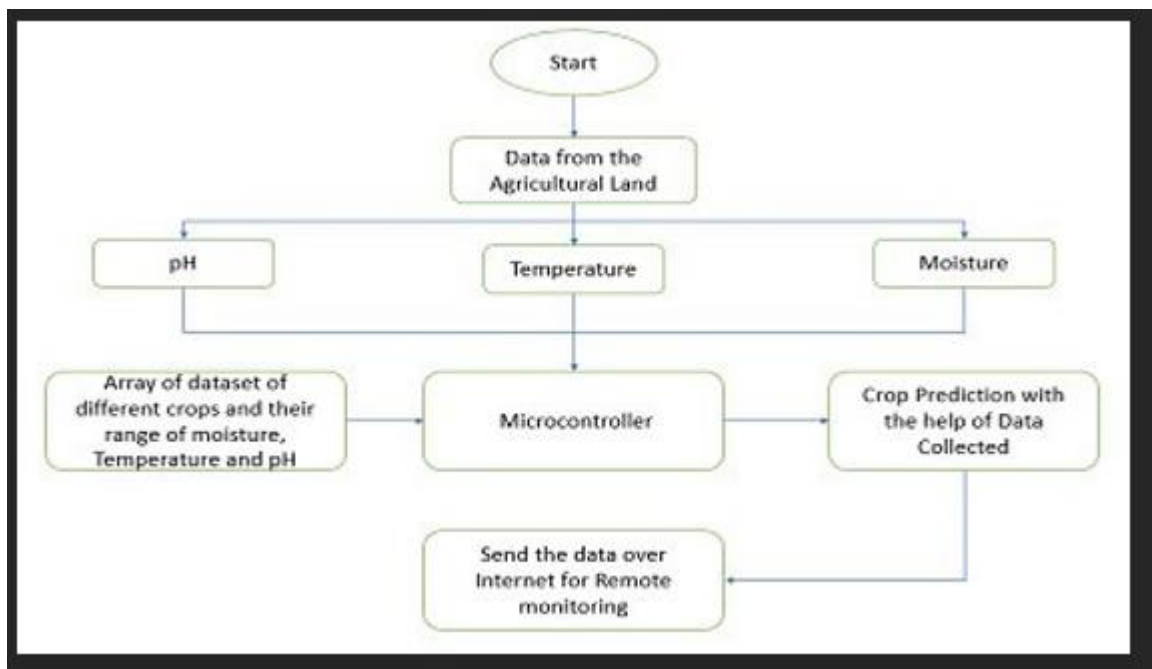 Start
Data from the
Agricultural Land
pH
Temperature
Moisture
Array of dataset of
different crops and their
range of moisture,
Temperature and pH
Microcontroller
Crop Prediction with
the help of Data
Collected
Send the data over
Internet for Remote
monitoring